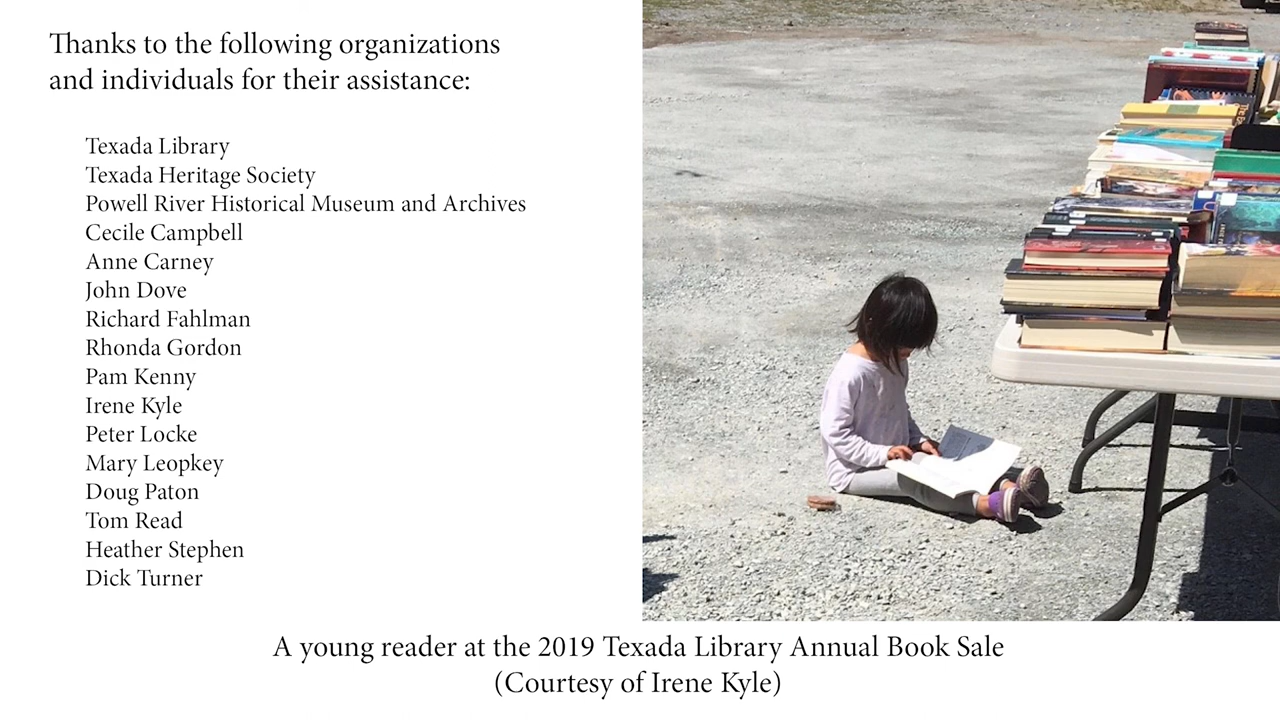 Thanks to the following organizations
and individuals for their assistance:
Texada Library
Texada Heritage Society
Powell River Historical Museum and Archives
Cecile Campbell
Anne Carney
John Dove
Richard Fahlman
Rhonda Gordon
Pam Kenny
Irene Kyle
Peter Locke
Mary Leopkey
Doug Paton
Tom Read
Heather Stephen
Dick Turner
A young reader at the 2019 Texada Library Annual Book Sale
(Courtesy of Irene Kyle)